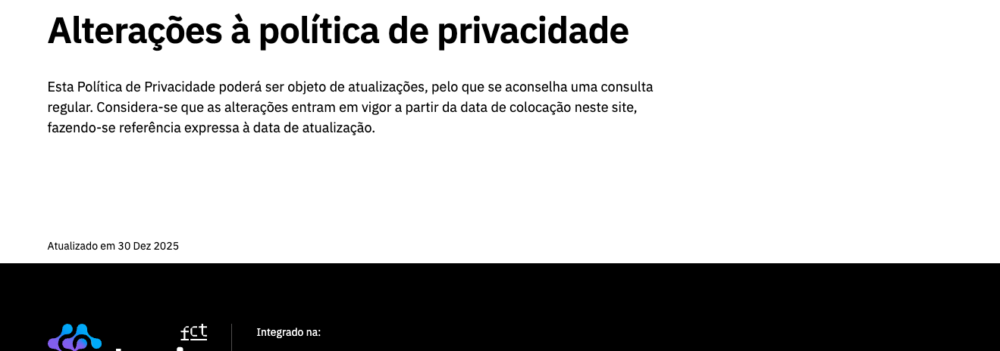 Alterações à política de privacidade
Esta Política de Privacidade poderá ser objeto de atualizações, pelo que se aconselha uma consulta
regular. Considera-se que as alterações entram em vigor a partir da data de colocação neste site,
fazendo-se referência expressa à data de atualização.
Atualizado em 30 Dez 2025
fct
Integrado na: